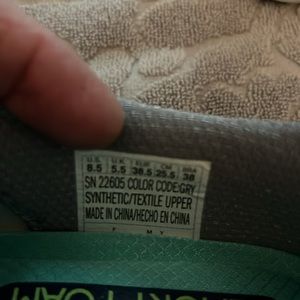 U.S. U.K. EUR CM BRA
8.5 5.5 38.5 25.5 38
SN 22605 COLOR CODE:GRY
SYNTHETIC/TEXTILE UPPER
MADE IN CHINA/HECHO EN CHINA
FOAM